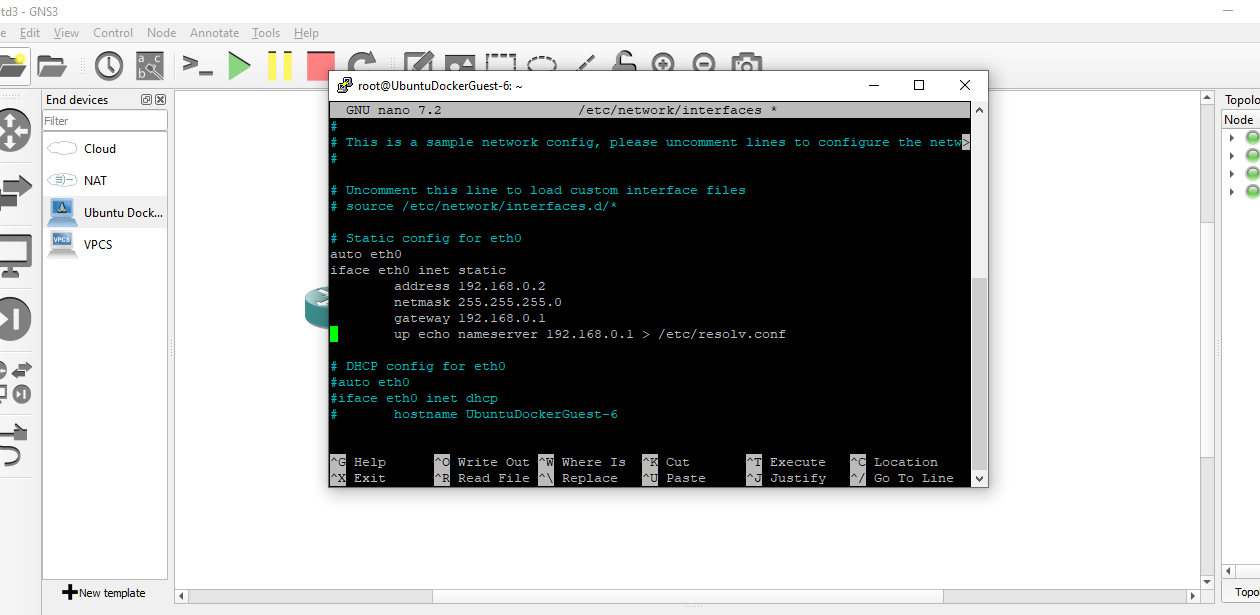 td3 - GNS3
e Edit View Control Node Annotate Tools Help
End devices
Filter
Cloud
NAT
Ubuntu Dock...
VPCS
VPCS
New template
root@UbuntuDockerGuest-6: ~
GNU nano 7.2 /etc/network/interfaces *
#
# This is a sample network config, please uncomment lines to configure the netw>
#
# Uncomment this line to load custom interface files
# source /etc/network/interfaces.d/*
# Static config for eth0
auto eth0
iface eth0 inet static
address 192.168.0.2
netmask 255.255.255.0
gateway 192.168.0.1
up echo nameserver 192.168.0.1 > /etc/resolv.conf
# DHCP config for eth0
#auto eth0
#iface eth0 inet dhcp
# hostname UbuntuDockerGuest-6
^G Help ^O Write Out ^W Where Is ^K Cut ^T Execute ^C Location
^X Exit ^R Read File ^\ Replace ^U Paste ^J Justify ^/ Go To Line
Topolo
Node
Topo